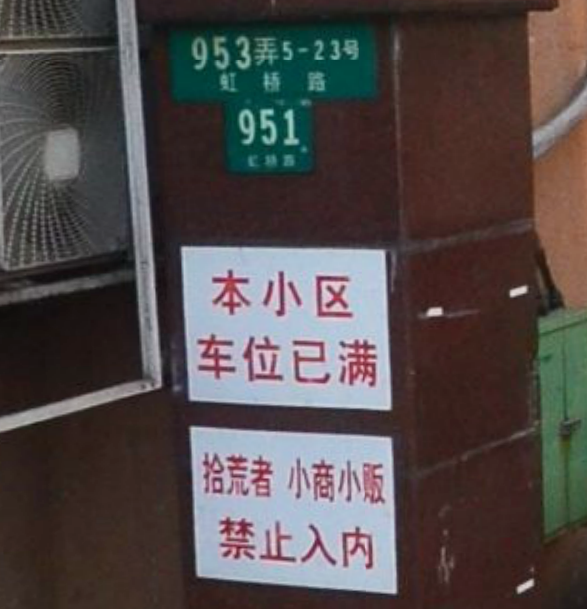 953弄5-23号
虹桥路
951
虹桥路
本小区
车位已满
拾荒者 小商小贩
禁止入内